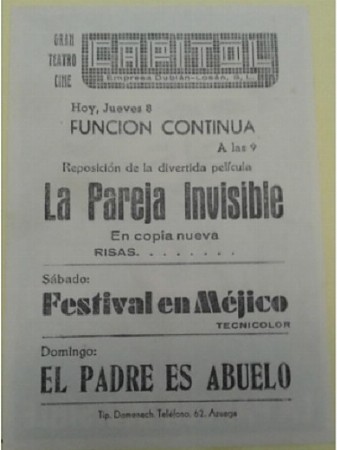 GRAN
TEATRO
CINE
CAPITOL
Empresa Dublán-Losán, S. L.
Hoy, Jueves 8
FUNCION CONTINUA
A las 9
Reposición de la divertida película
La Pareja Invisible
En copia nueva
RISAS. . . . . . . .
Sábado:
Festival en Méjico
TECNICOLOR
Domingo:
EL PADRE ES ABUELO
Tip. Domenech. Teléfono, 62. Azuaga